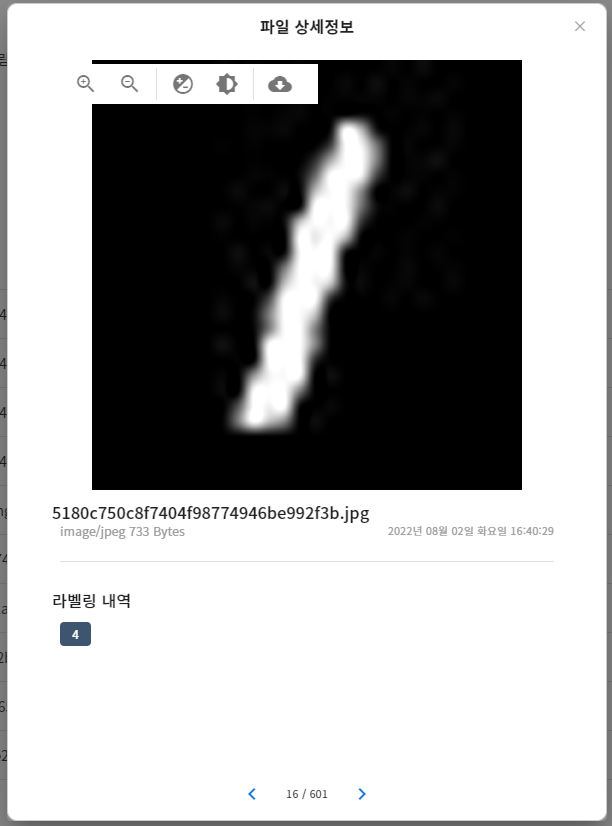 파일 상세정보
5180c750c8f7404f98774946be992f3b.jpg
image/jpeg 733 Bytes
2022년 08월 02일 화요일 16:40:29
라벨링 내역
4
16 / 601